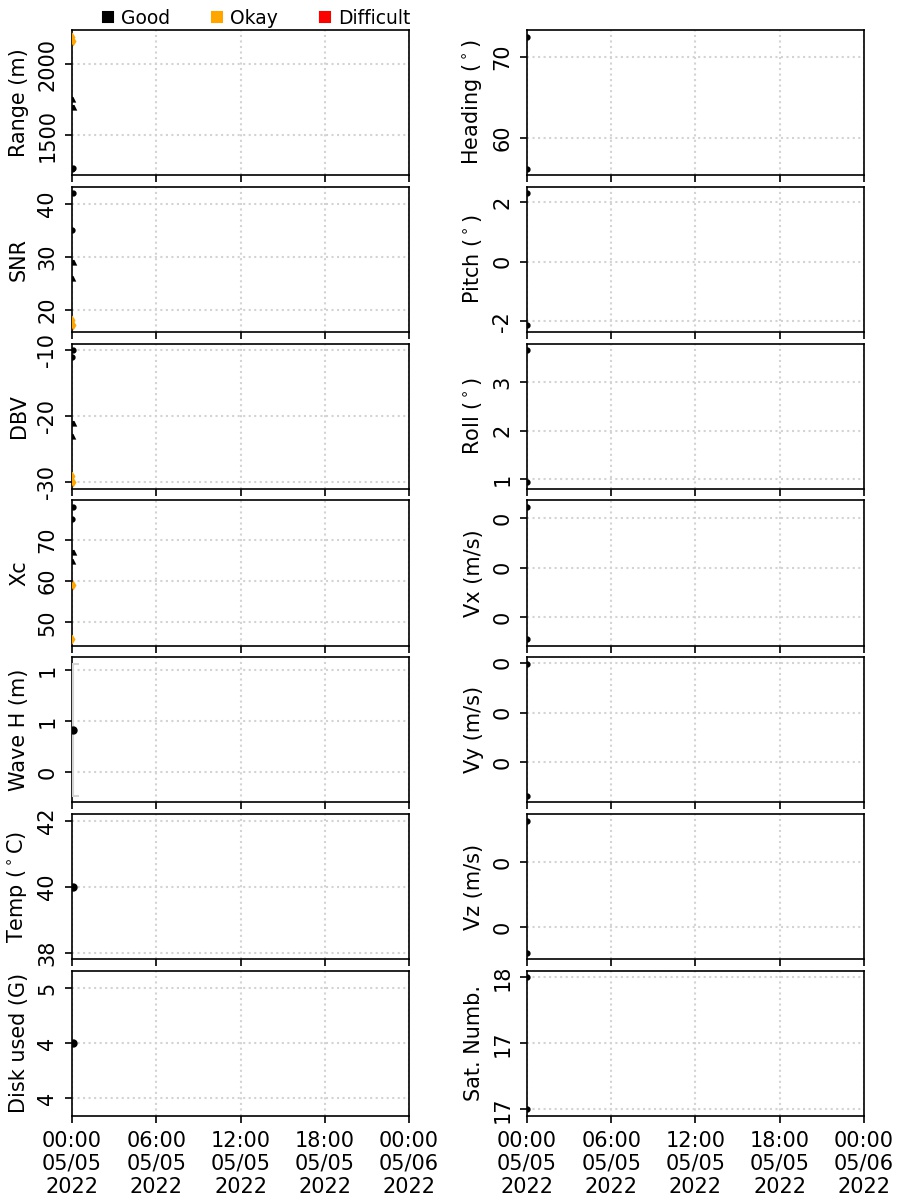 Good Okay Difficult
Range (m)
2000
1500
Heading (°)
70
60
SNR
40
30
20
Pitch (°)
2
0
-2
DBV
-10
-20
-30
Roll (°)
3
2
1
Xc
70
60
50
Vx (m/s)
0
0
0
Wave H (m)
1
1
0
Vy (m/s)
0
0
0
Temp (°C)
42
40
38
Vz (m/s)
0
0
Disk used (G)
5
4
4
Sat. Numb.
18
17
17
00:00 06:00 12:00 18:00 00:00
05/05 05/05 05/05 05/05 05/06
2022 2022 2022 2022 2022
00:00 06:00 12:00 18:00 00:00
05/05 05/05 05/05 05/05 05/06
2022 2022 2022 2022 2022